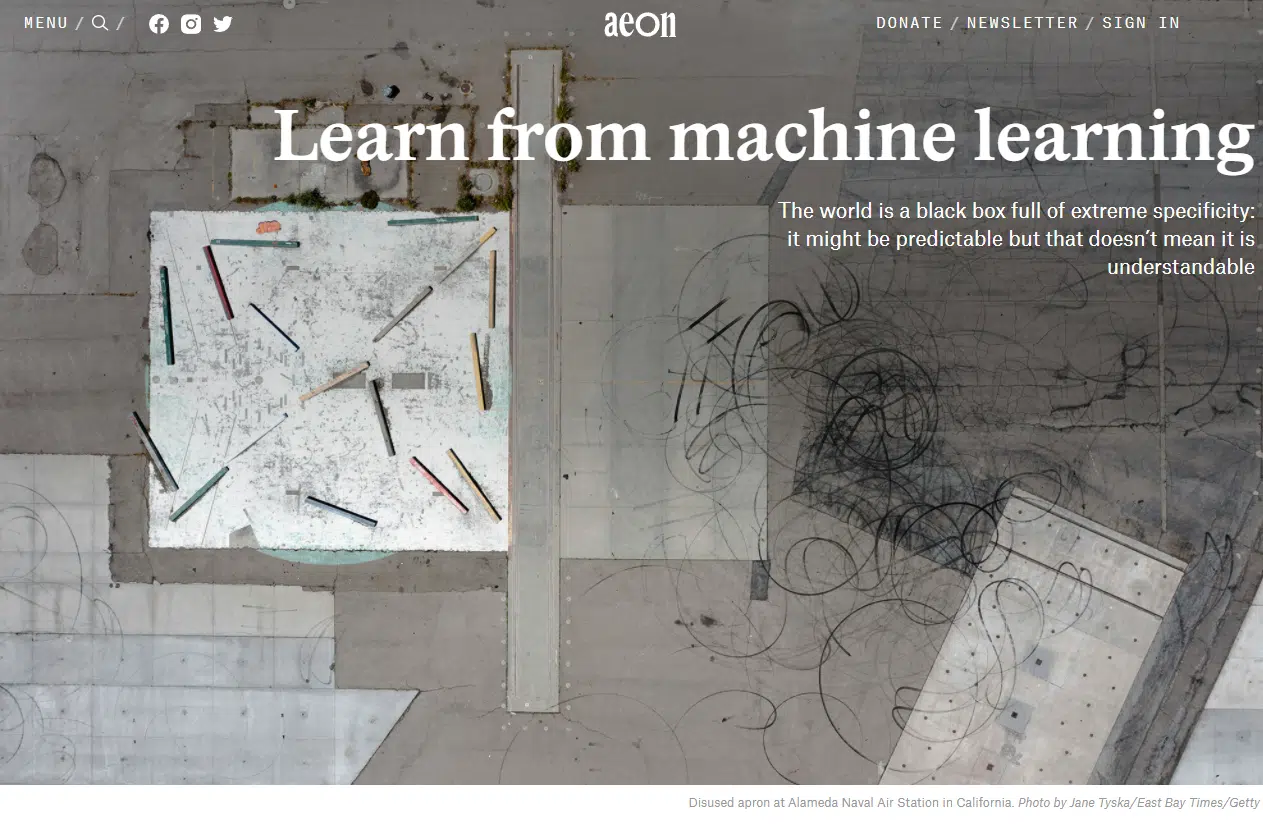 MENU / /
aeon
DONATE / NEWSLETTER / SIGN IN
Learn from machine learning
The world is a black box full of extreme specificity:
it might be predictable but that doesn’t mean it is
understandable
Disused apron at Alameda Naval Air Station in California. Photo by Jane Tyska/East Bay Times/Getty